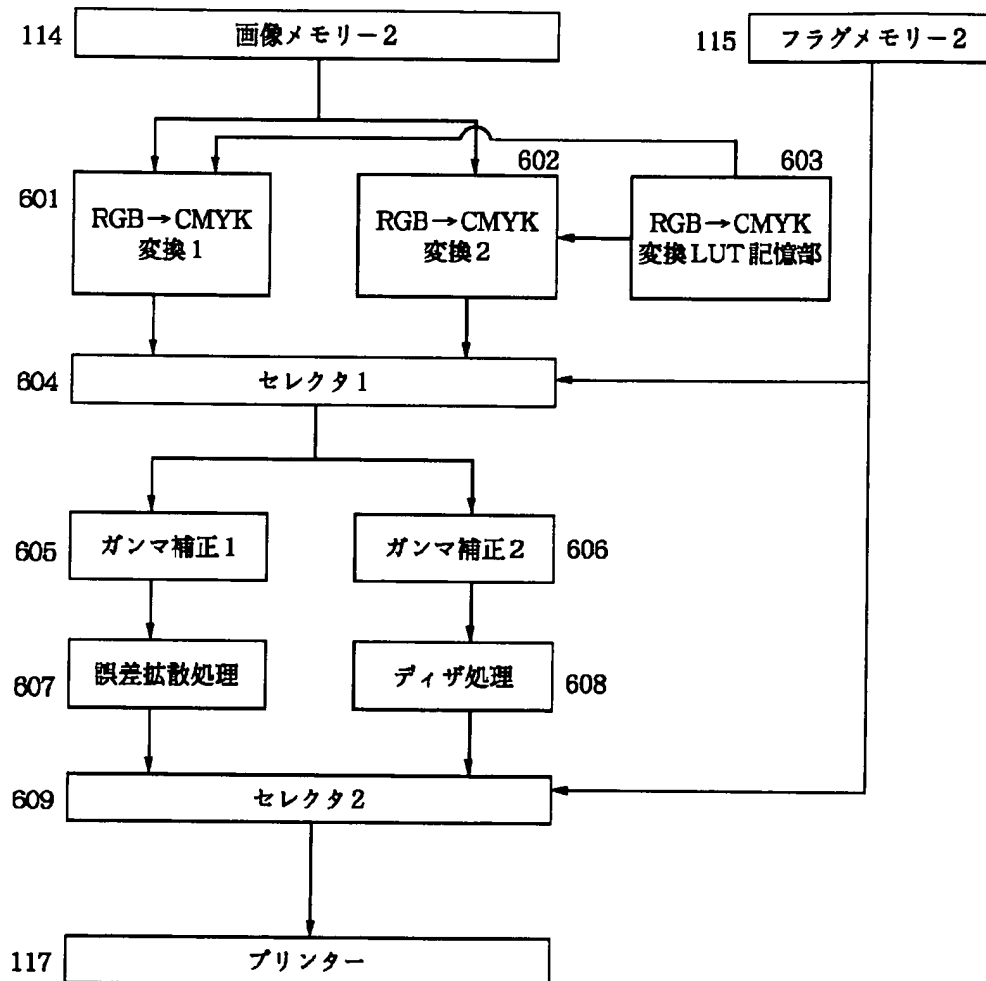 114 画像メモリー2
115 フラグメモリー2
601 RGB→CMYK
変換1
602
RGB→CMYK
変換2
603
RGB→CMYK
変換LUT記憶部
604 セレクタ1
605 ガンマ補正1
ガンマ補正2 606
607 誤差拡散処理
ディザ処理 608
609 セレクタ2
117 プリンター